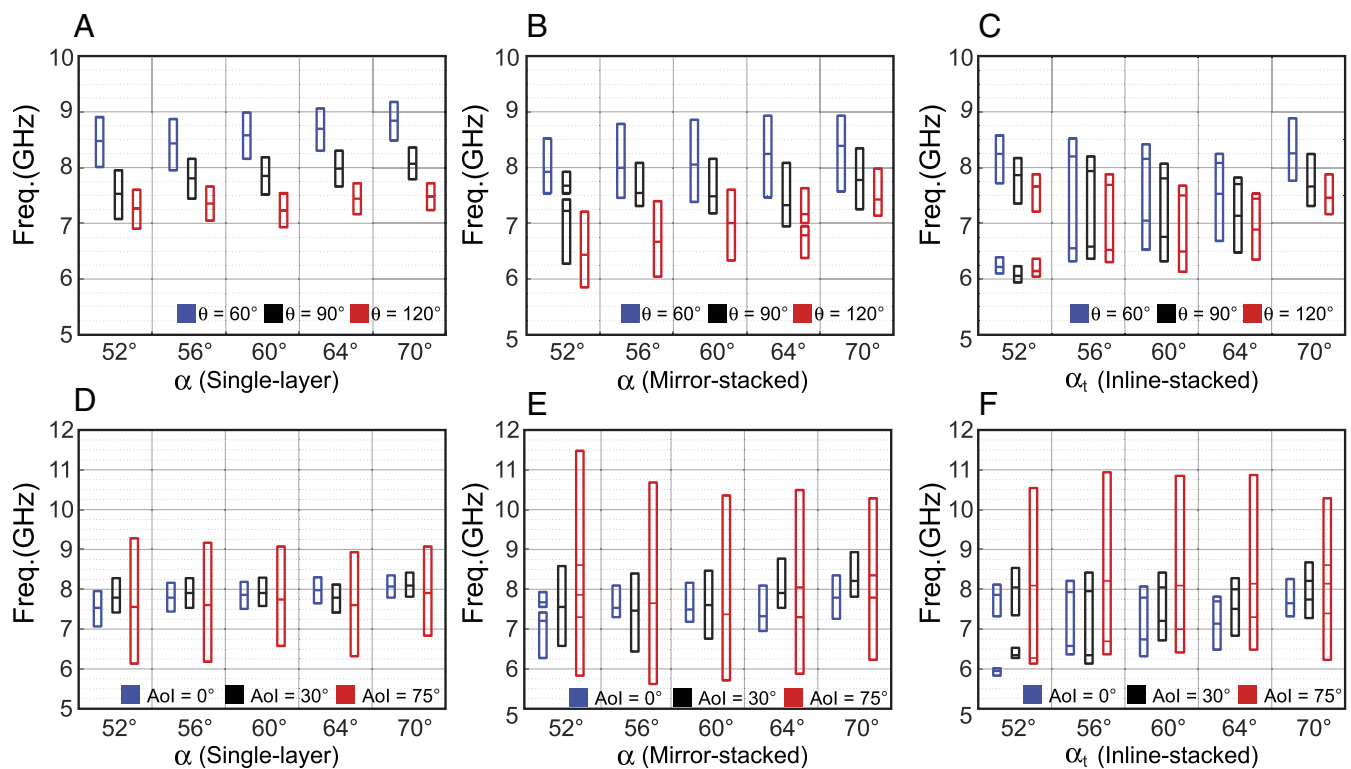 A
Freq.(GHz)
10
9
8
7
6
5
θ = 60° θ = 90° θ = 120°
52° 56° 60° 64° 70°
α (Single-layer)
B
Freq.(GHz)
10
9
8
7
6
5
θ = 60° θ = 90° θ = 120°
52° 56° 60° 64° 70°
α (Mirror-stacked)
C
Freq.(GHz)
10
9
8
7
6
5
θ = 60° θ = 90° θ = 120°
52° 56° 60° 64° 70°
αt (Inline-stacked)
D
Freq.(GHz)
12
11
10
9
8
7
6
5
AoI = 0° AoI = 30° AoI = 75°
52° 56° 60° 64° 70°
α (Single-layer)
E
Freq.(GHz)
12
11
10
9
8
7
6
5
AoI = 0° AoI = 30° AoI = 75°
52° 56° 60° 64° 70°
α (Mirror-stacked)
F
Freq.(GHz)
12
11
10
9
8
7
6
5
AoI = 0° AoI = 30° AoI = 75°
52° 56° 60° 64° 70°
αt (Inline-stacked)